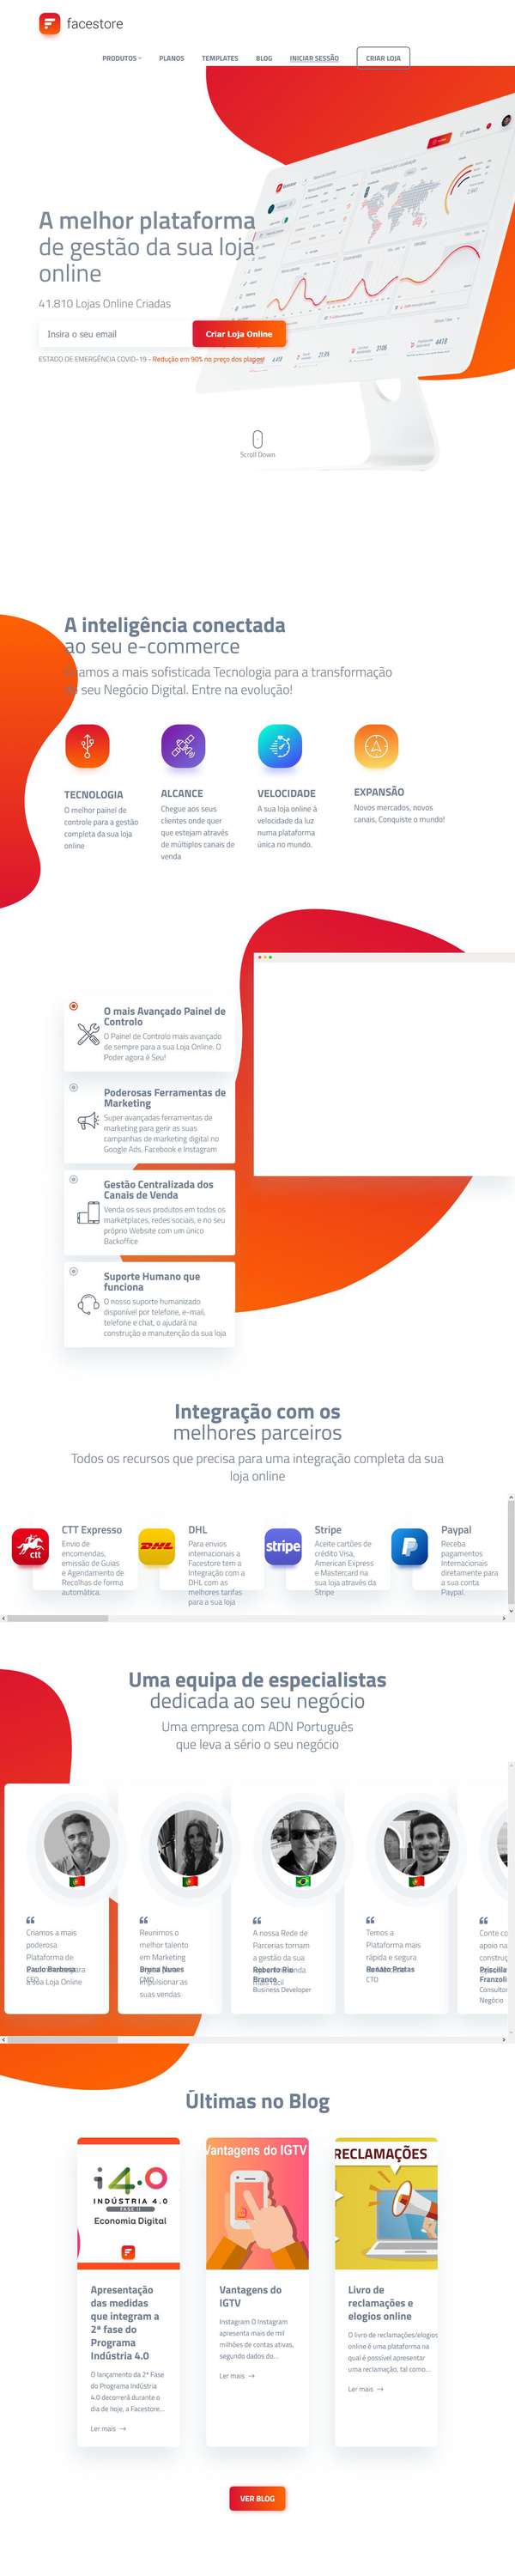 facestore
PRODUTOS
PLANOS
TEMPLATES
BLOG
INICIAR SESSÃO
CRIAR LOJA
A melhor plataforma
de gestão da sua loja
online
41.810 Lojas Online Criadas
Insira o seu email
Criar Loja Online
ESTADO DE EMERGÊNCIA COVID-19 - Redução em 90% no preço dos plugins!
Scroll Down
A inteligência conectada
ao seu e-commerce
amos a mais sofisticada Tecnologia para a transformação
seu Negócio Digital. Entre na evolução!
TECNOLOGIA
O melhor painel de
controle para a gestão
completa da sua loja
online
ALCANCE
Chegue aos seus
clientes onde quer
que estejam através
de múltiplos canais de
venda
VELOCIDADE
A sua loja online à
velocidade da luz
numa plataforma
única no mundo.
EXPANSÃO
Novos mercados, novos
canais, Conquiste o mundo!
O mais Avançado Painel de
Controlo
O Painel de Controlo mais avançado
de sempre para a sua Loja Online. O
Poder agora é Seu!
Poderosas Ferramentas de
Marketing
Super avançadas ferramentas de
marketing para gerir as suas
campanhas de marketing digital no
Google Ads, Facebook e Instagram
Gestão Centralizada dos
Canais de Venda
Venda os seus produtos em todos os
marketplaces, redes sociais, e no seu
próprio Website com um único
Backoffice
Suporte Humano que
funciona
O nosso suporte humanizado
disponível por telefone, e-mail,
telefone e chat, o ajudará na
construção e manutenção da sua loja
Integração com os
melhores parceiros
Todos os recursos que precisa para uma integração completa da sua
loja online
ctt
CTT Expresso
Envio de
encomendas,
emissão de Guias
e Agendamento de
Recolhas de forma
automática.
DHL
DHL
Para envios
internacionais a
Facestore tem a
Integração com a
DHL com as
melhores tarifas
para a sua loja
stripe
Stripe
Aceite cartões de
crédito Visa,
American Express
e Mastercard na
sua loja através da
Stripe
Paypal
Receba
pagamentos
Internacionais
diretamente para
a sua conta
Paypal.
Uma equipa de especialistas
dedicada ao seu negócio
Uma empresa com ADN Português
que leva a sério o seu negócio
Criamos a mais
poderosa
Plataforma de
Paulo Barbosa
CEO
a sua Loja Online
Reunimos o
melhor talento
em Marketing
Bruna Nunes
CMO
impulsionar as
suas vendas
A nossa Rede de
Parcerias tornam
a gestão da sua
Roberto Rio
Branco
Business Developer
Temos a
Plataforma mais
rápida e segura
Renato Pratas
CTO
Conte co
apoio na
construç
Priscilla
Franzoli
Consultor
Negócio
Últimas no Blog
i4.0
INDÚSTRIA 4.0
FASE II
Economia Digital
Apresentação
das medidas
que integram a
2ª fase do
Programa
Indústria 4.0
O lançamento da 2ª Fase
do Programa Indústria
4.0 decorrerá durante o
dia de hoje, a Facestore...
Ler mais →
Vantagens do IGTV
Vantagens do
IGTV
Instagram O Instagram
apresenta mais de mil
milhões de contas ativas,
segundo dados do...
Ler mais →
RECLAMAÇÕES
Livro de
reclamações e
elogios online
O livro de reclamações/elogios
online é uma plataforma na
qual é possível apresentar
uma reclamação, tal como...
Ler mais →
VER BLOG